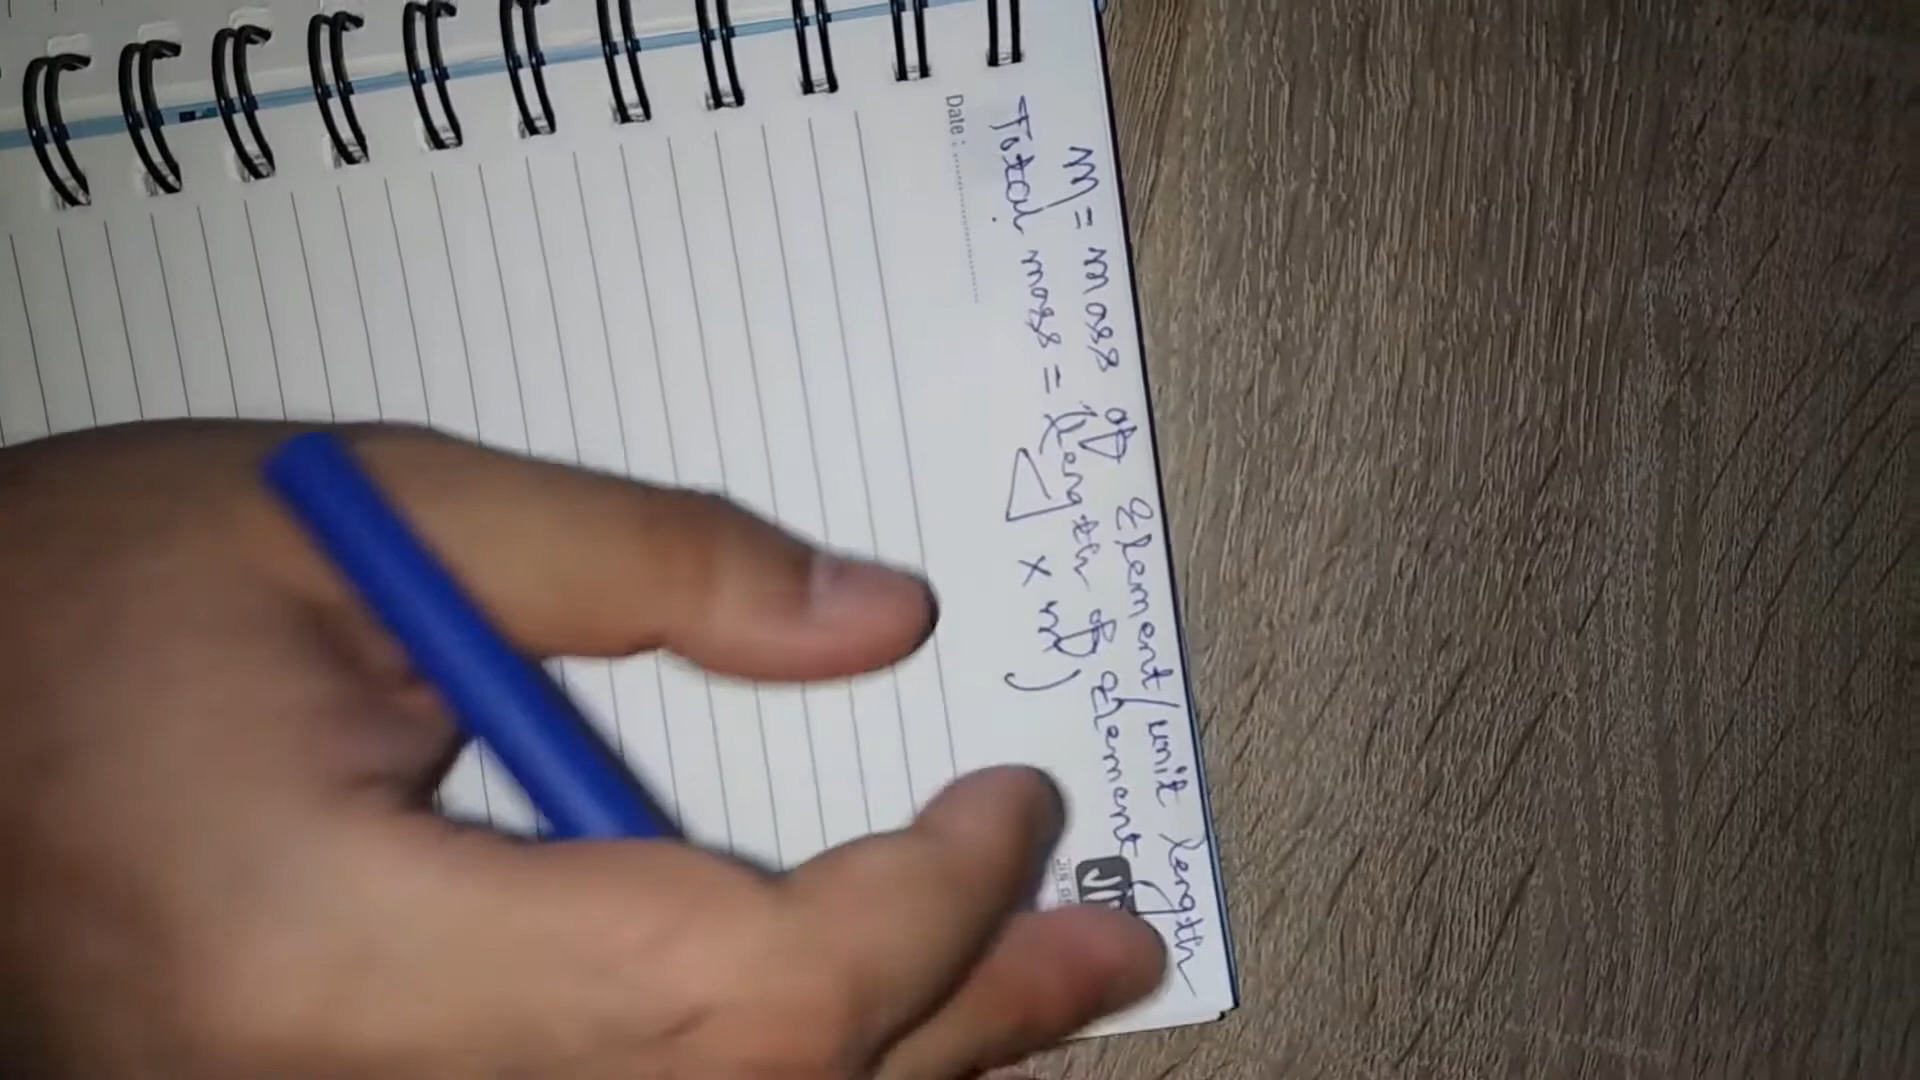 m = mass of Element/unit length
Total mass = (length of Element
x m)
Date :